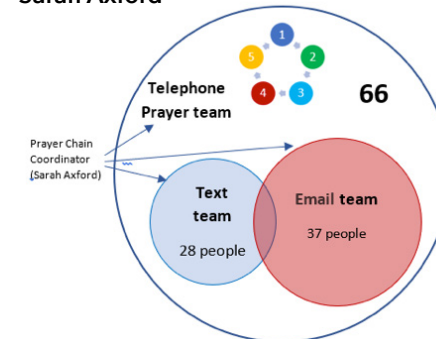 Sarah Axford
1
5
2
4
3
Telephone
Prayer team
66
Prayer Chain
Coordinator
(Sarah Axford)
Text
team
28 people
Email team
37 people